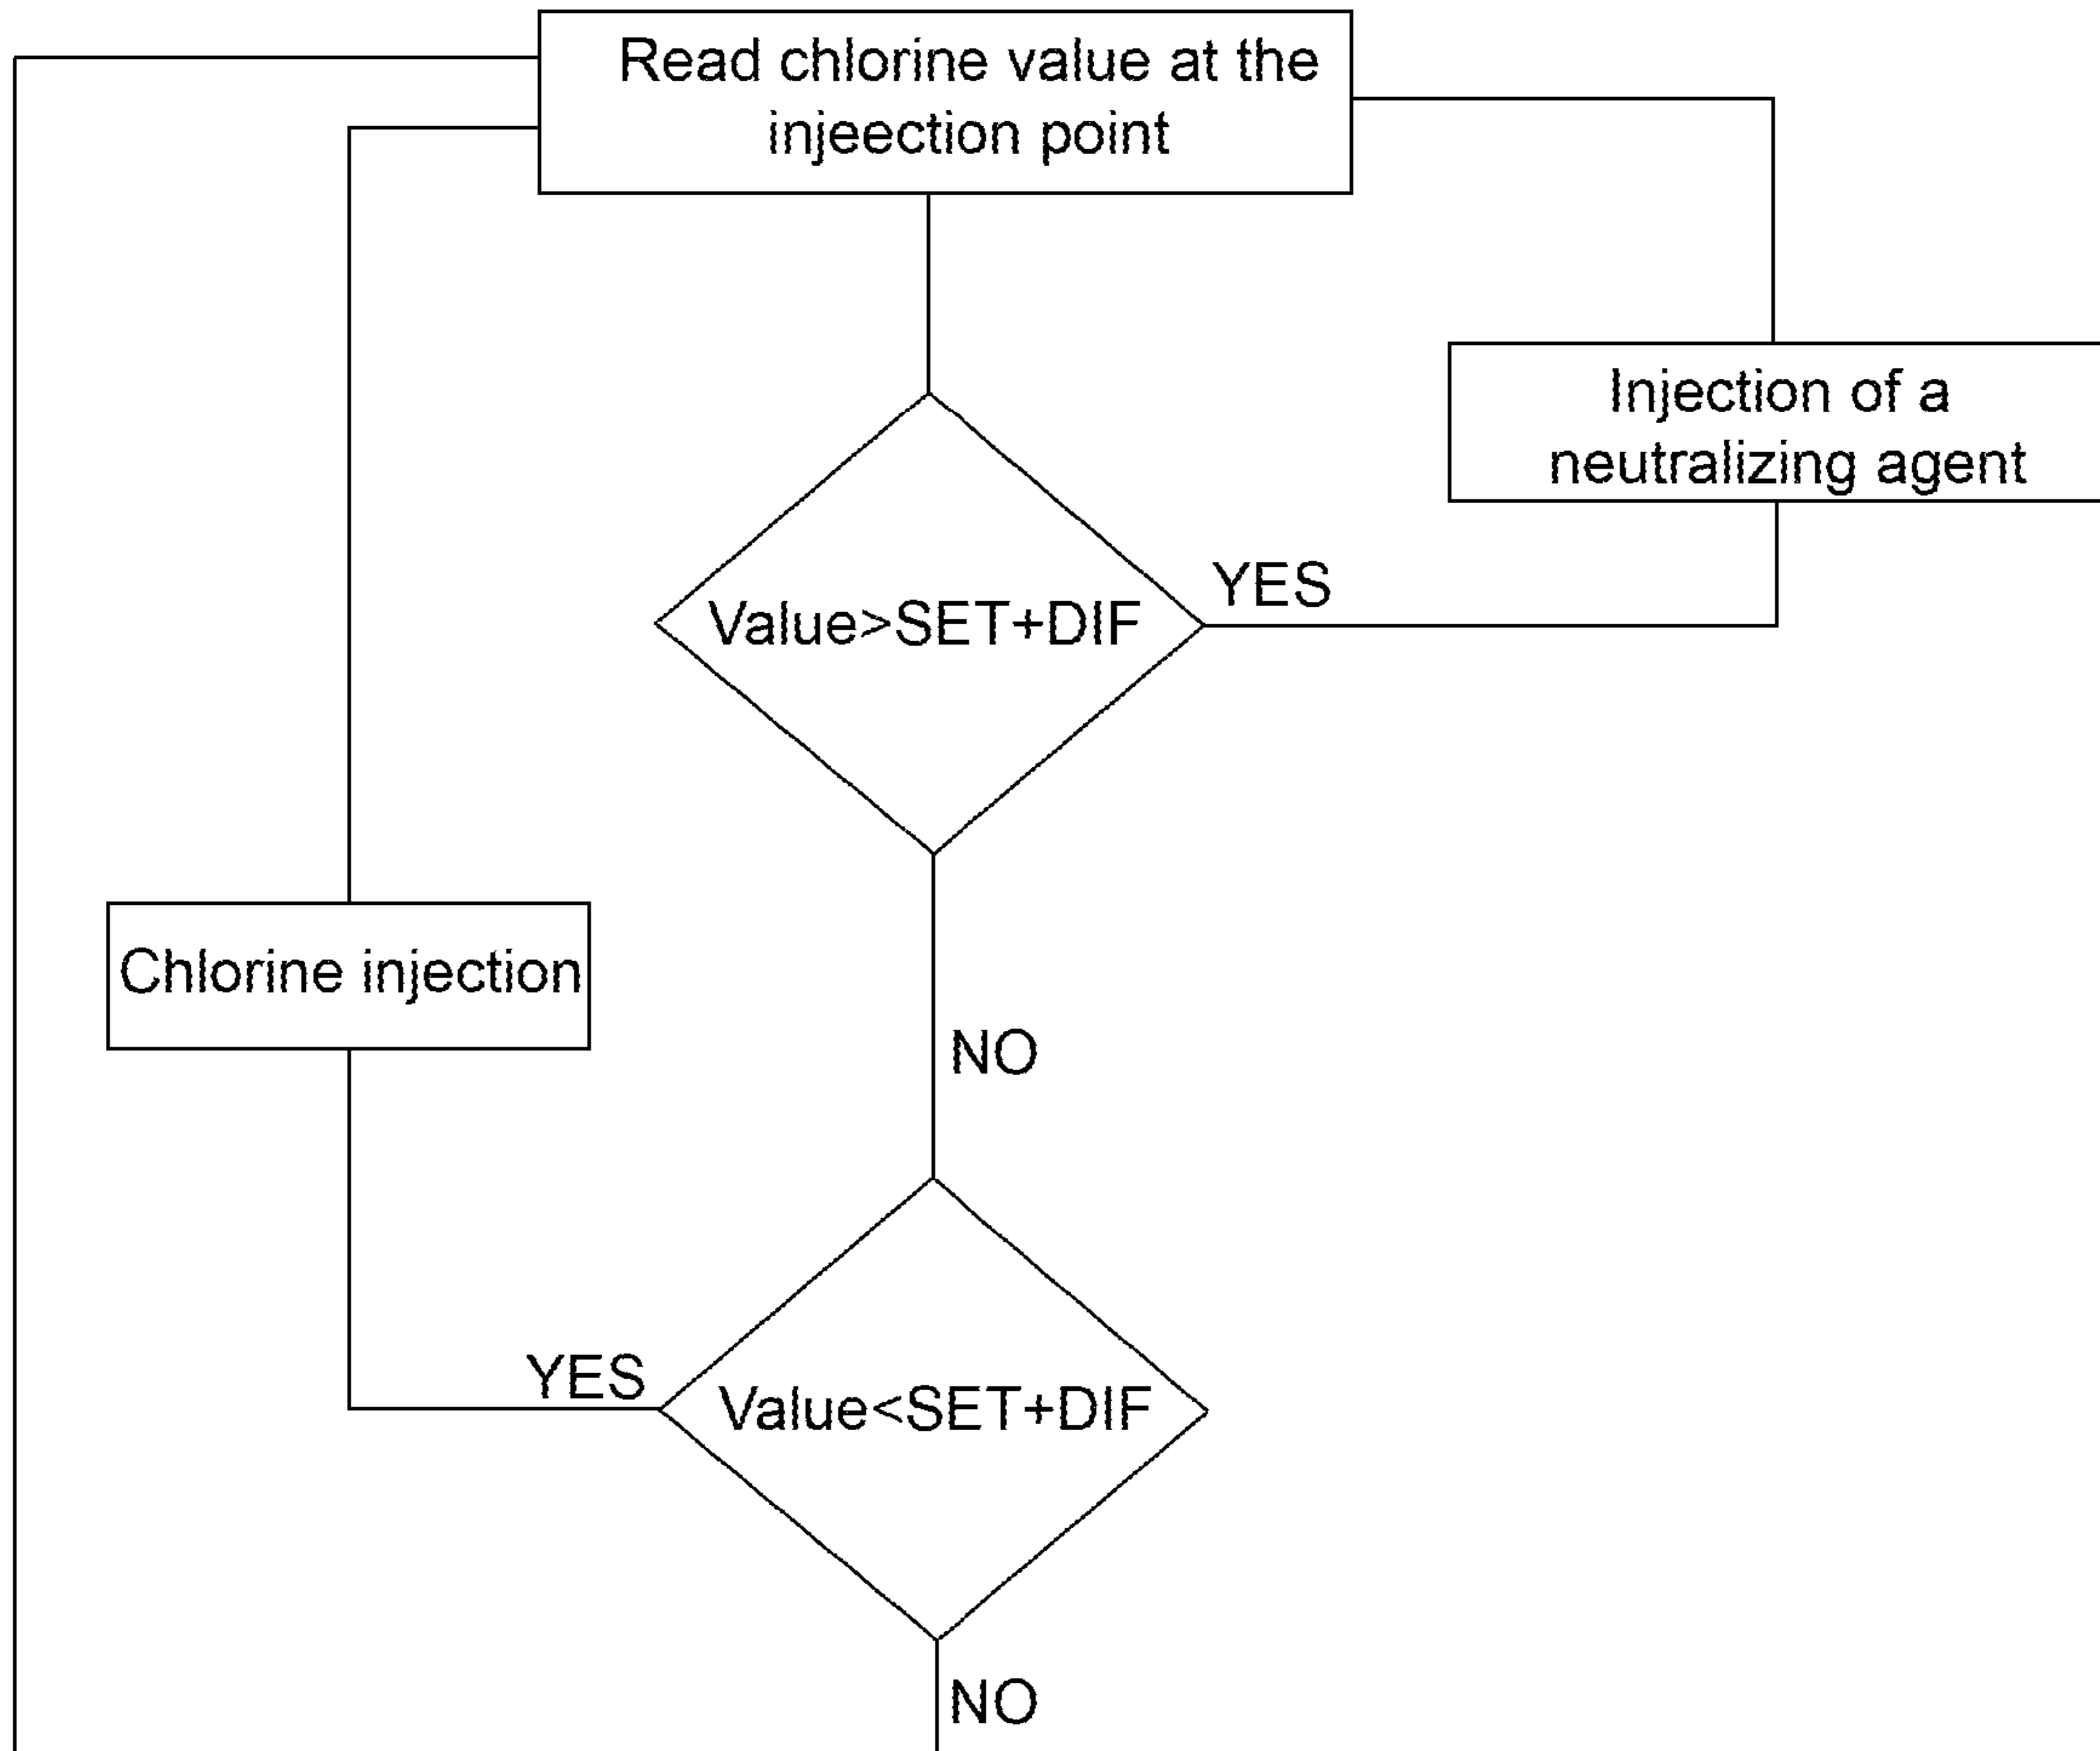 Read chlorine value at the
injeection point
Injection of a
neutralizing agent
YES
Value>SET+DIF
Chlorine injection
NO
YES
Value<SET+DIF
NO